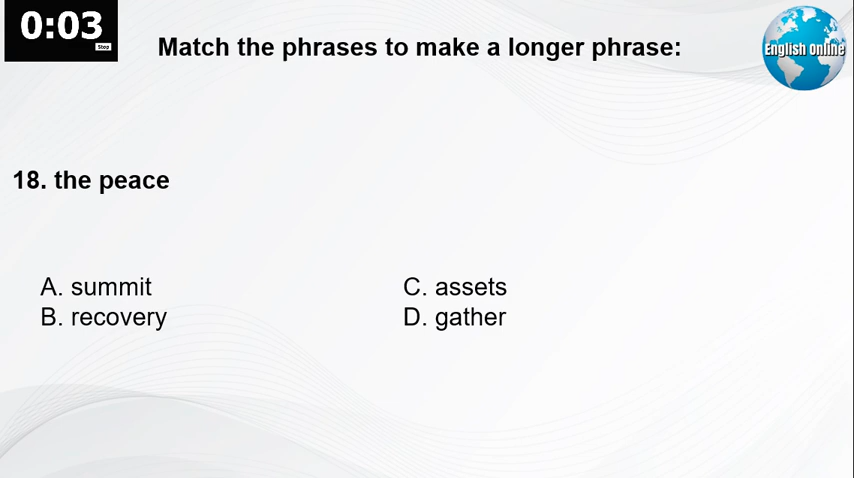 0:03
Stop
Match the phrases to make a longer phrase:
English Online
18. the peace
A. summit
B. recovery
C. assets
D. gather